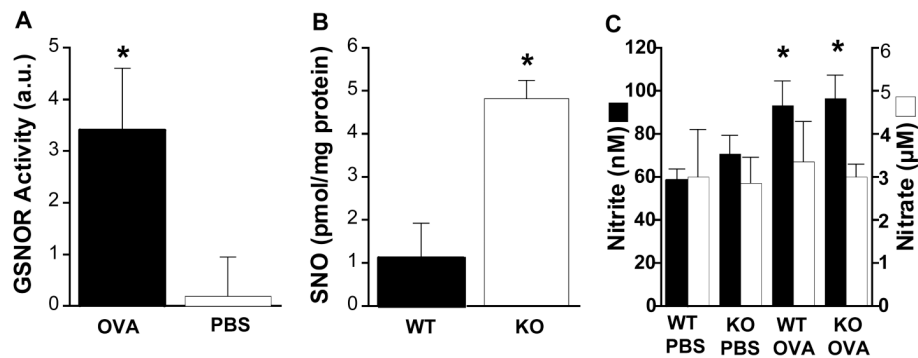 A
GSNOR Activity (a.u.)
5
4
3
2
1
0
*
OVA
PBS
B
SNO (pmol/mg protein)
6
5
4
3
2
1
0
*
WT
KO
C
Nitrite (nM)
120
100
80
60
40
20
0
*
*
6
5
4
3
2
1
0
Nitrate (µM)
WT KO WT KO
PBS PBS OVA OVA